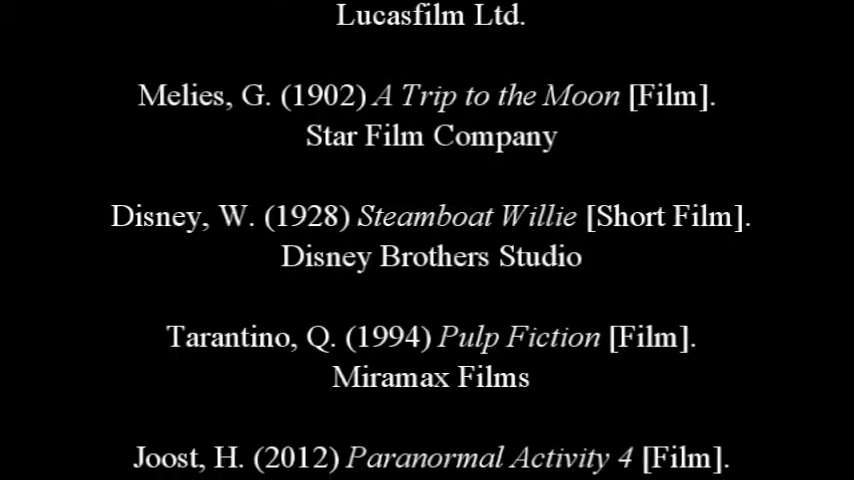 Lucasfilm Ltd.
Melies, G. (1902) A Trip to the Moon [Film].
Star Film Company
Disney, W. (1928) Steamboat Willie [Short Film].
Disney Brothers Studio
Tarantino, Q. (1994) Pulp Fiction [Film].
Miramax Films
Joost, H. (2012) Paranormal Activity 4 [Film].